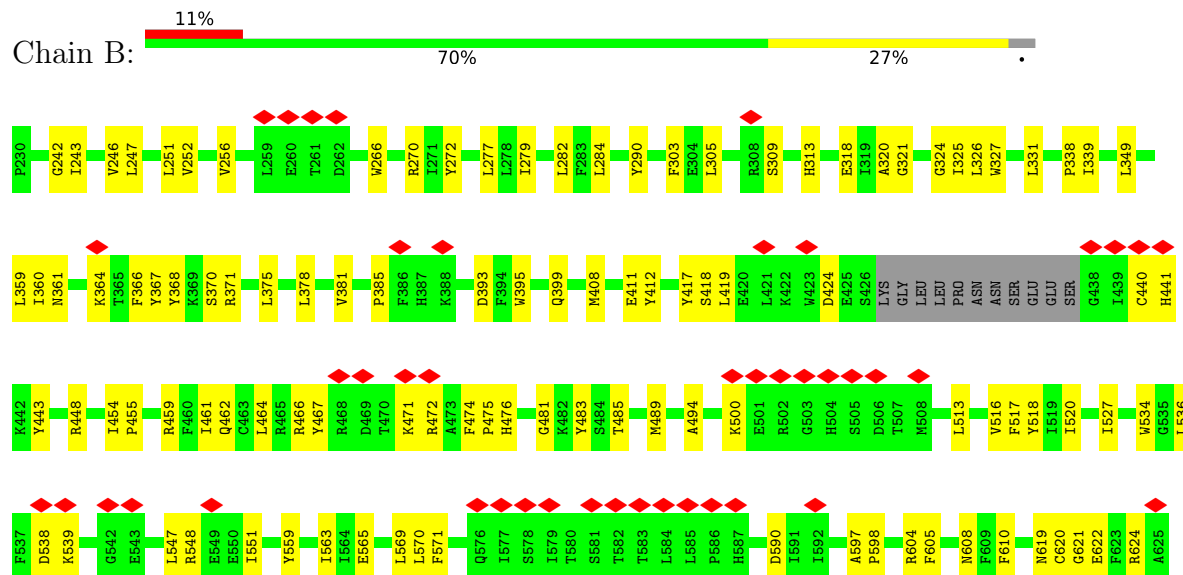 11%
Chain B:
70% 27% •
P230 G242 I243 V246 L247 L251 V252 V256 L259 E260 T261 D262 W266 R270 I271 Y272 L277 L278 I279 L282 F283 L284 Y290 F303 E304 L305 R308 S309 H313 E318 I319 A320 G321 G324 I325 L326 W327 L331 P338 I339 L349
L359 I360 N361 K364 T365 F366 Y367 Y368 K369 S370 R371 L375 L378 V381 P385 F386 H387 K388 D393 F394 W395 Q399 M408 E411 Y412 Y417 S418 L419 E420 L421 K422 W423 D424 E425 S426 LYS GLY LEU LEU PRO ASN ASN SER GLU GLU SER G438 I439 C440 H441
K442 Y443 R448 I454 P455 R459 F460 I461 Q462 C463 L464 R465 R466 Y467 R468 D469 T470 K471 R472 A473 F474 P475 H476 G481 K482 Y483 S484 T485 M489 A494 K500 E501 R502 G503 H504 S505 D506 T507 M508 L513 V516 F517 Y518 I519 I520 I527 W534 G535 L536
F537 D538 K539 G542 E543 L547 R548 E549 E550 I551 Y559 I563 I564 E565 L569 L570 F571 Q576 I577 S578 I579 T580 S581 T582 T583 L584 L585 P586 H587 D590 I591 I592 A597 P598 R604 F605 N608 F609 F610 N619 C620 G621 E622 F623 R624 A625